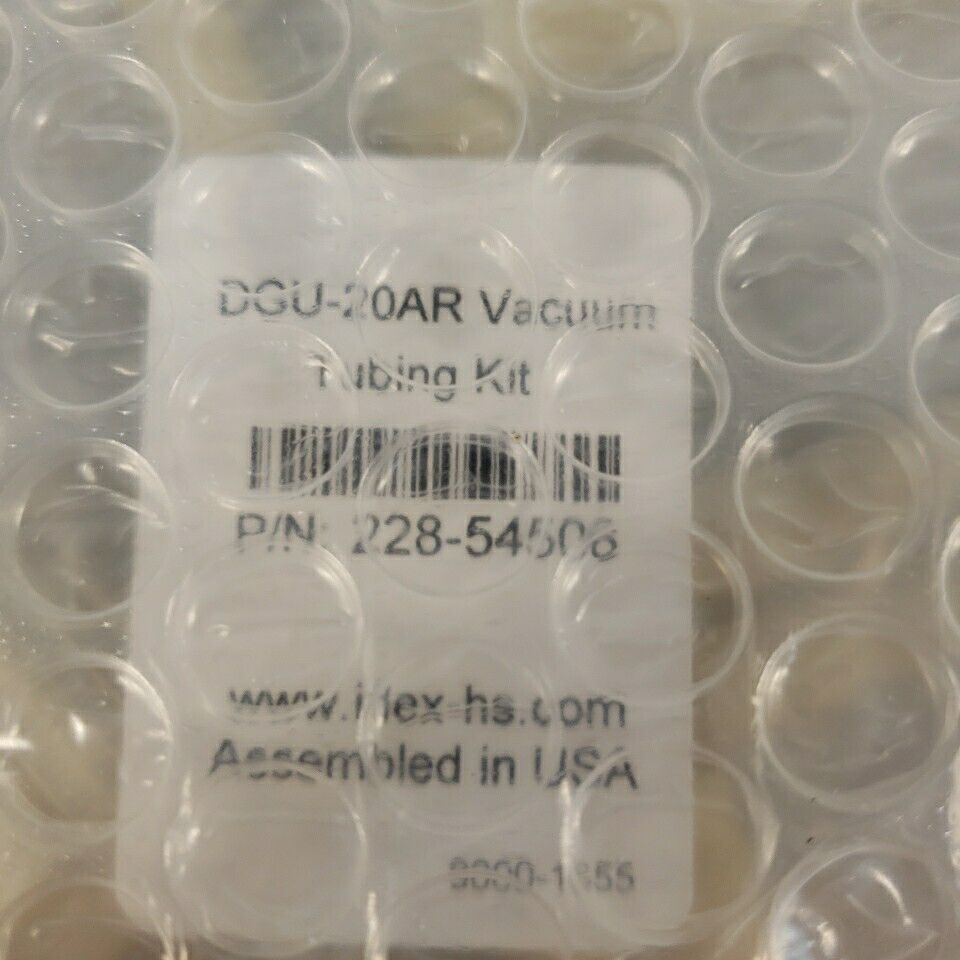 DGU-20AR Vacuum
Tubing Kit
P/N: 228-54506
www.idex-hs.com
Assembled in USA